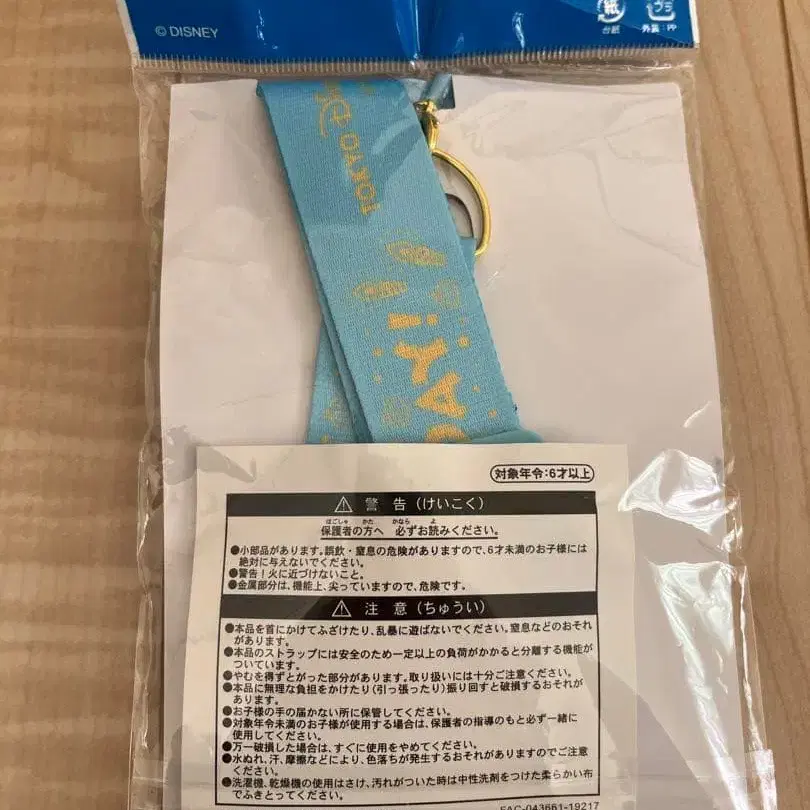 © DISNEY
紙
台紙
プラ
外装:PP
TOKYO Dis
AY!
対象年令:6才以上
警告(けいこく)
保護者の方へ 必ずお読みください。
●小部品があります。誤飲・窒息の危険がありますので、6才未満のお子様には
絶対に与えないでください。
●警告!火に近づけないこと。
●金属部分は、機能上、尖っていますので、危険です。
注意(ちゅうい)
●本品を首にかけてふざけたり、乱暴に遊ばないでください。窒息などのおそれ
があります。
●本品のストラップには安全のため一定以上の負荷がかかると分離する機能が
ついています。
●やむを得ずとがった部分があります。取り扱いには十分ご注意ください。
●本品に無理な負担をかけたり(引っ張ったり)振り回すと破損するおそれが
あります。
●お子様の手の届かない所に保管してください。
●対象年令未満のお子様が使用する場合は、保護者の指導のもと必ず一緒に
使用してください。
●万一破損した場合は、すぐに使用をやめてください。
●水ぬれ、汗、摩擦などにより、色落ちが発生するおそれがありますのでご注意
ください。
●洗濯機、乾燥機の使用はさけ、汚れがついた時は中性洗剤をつけた柔らかい布
でふきとってください。
FAC-043661-19217